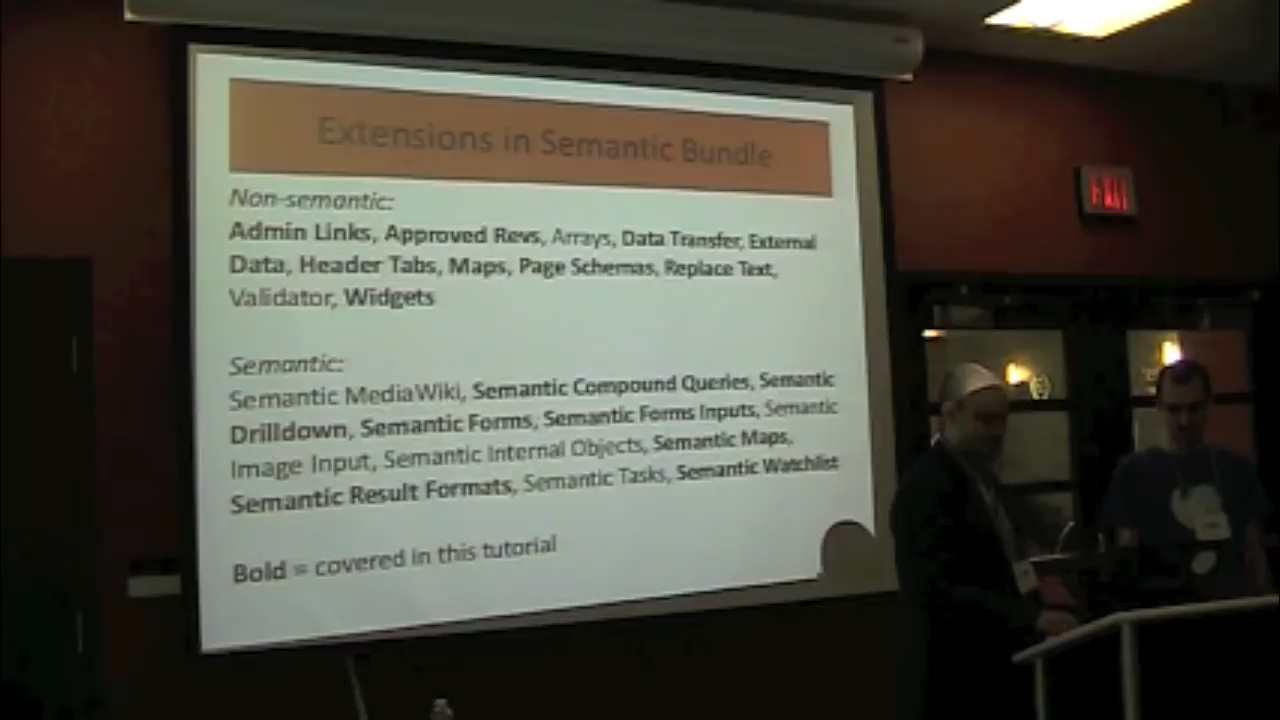 Extensions in Semantic Bundle
Non-semantic:
Admin Links, Approved Revs, Arrays, Data Transfer, External
Data, Header Tabs, Maps, Page Schemas, Replace Text,
Validator, Widgets
Semantic:
Semantic MediaWiki, Semantic Compound Queries, Semantic
Drilldown, Semantic Forms, Semantic Forms Inputs, Semantic
Image Input, Semantic Internal Objects, Semantic Maps,
Semantic Result Formats, Semantic Tasks, Semantic Watchlist
Bold = covered in this tutorial
EXIT